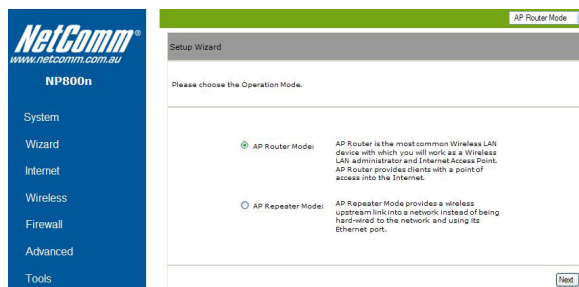 AP Router Mode
NetComm®
www.netcomm.com.au
NP800n
System
Wizard
Internet
Wireless
Firewall
Advanced
Tools
Setup Wizard
Please choose the Operation Mode.
AP Router Mode:
AP Router is the most common Wireless LAN
device with which you will work as a Wireless
LAN administrator and Internet Access Point.
AP Router provides clients with a point of
access into the Internet.
AP Repeater Mode:
AP Repeater Mode provides a wireless
upstream link into a network instead of being
hard-wired to the network and using its
Ethernet port.
Next